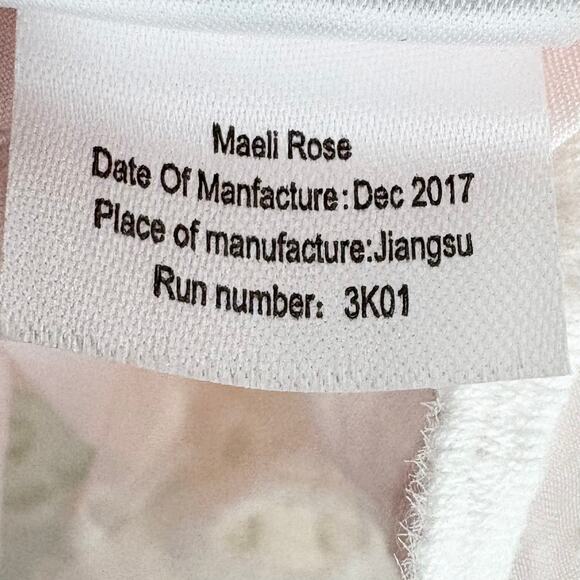 Maeli Rose
Date Of Manfacture:Dec 2017
Place of manufacture:Jiangsu
Run number: 3K01